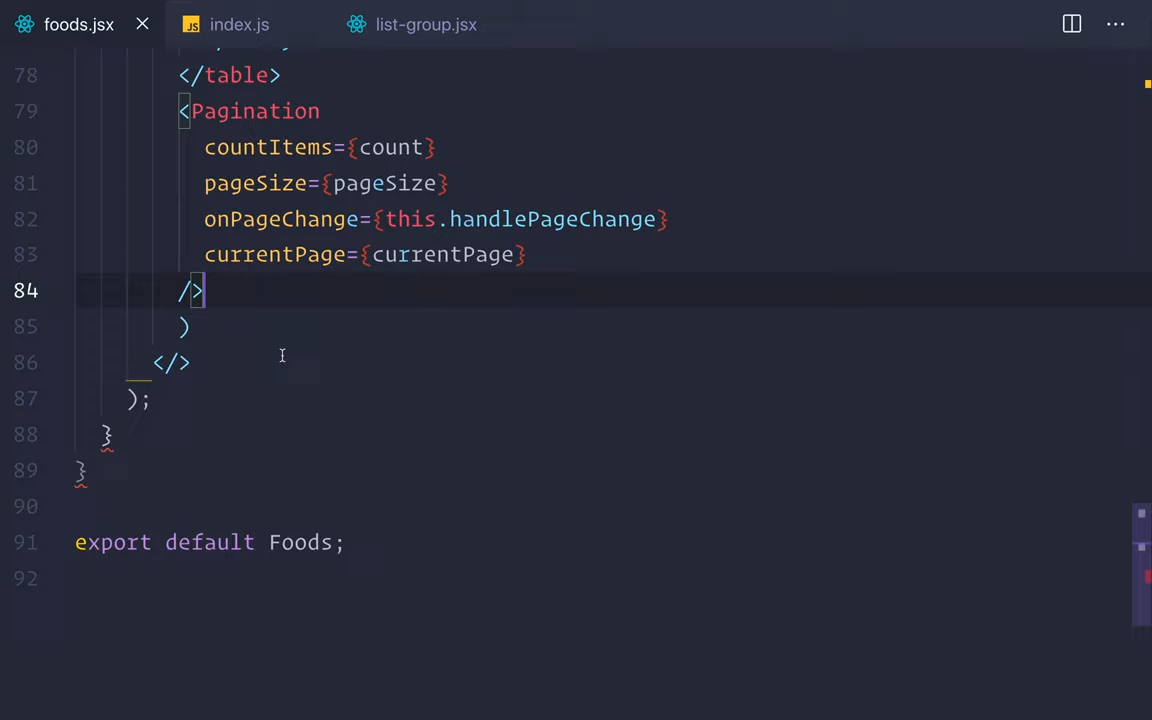 foods.jsx
JS index.js
list-group.jsx
78 </table>
79 <Pagination
80 countItems={count}
81 pageSize={pageSize}
82 onPageChange={this.handlePageChange}
83 currentPage={currentPage}
84 />
85 )
86 </>
87 );
88 }
89 }
90
91 export default Foods;
92